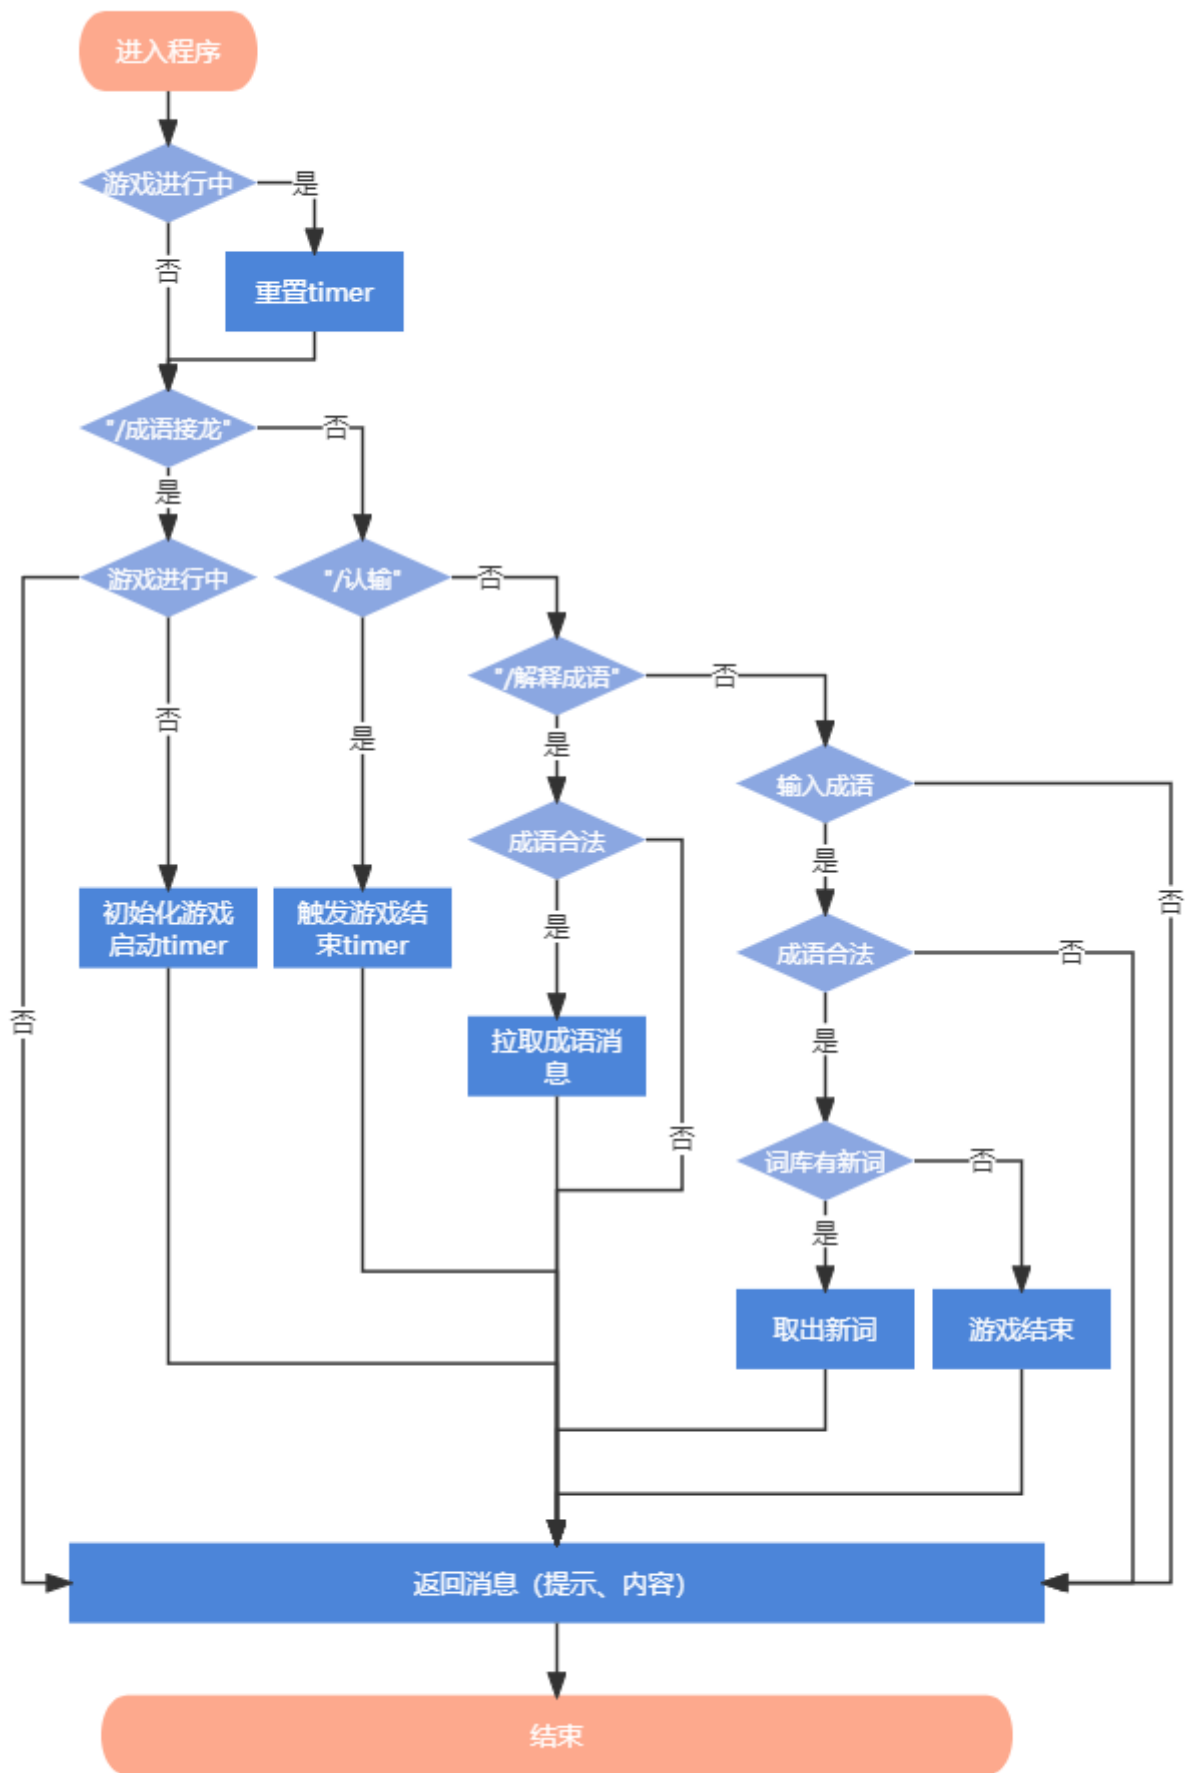 进入程序
游戏进行中
是
否
重置timer
"/成语接龙"
否
是
游戏进行中
"/认输"
否
"/解释成语"
否
否
是
是
输入成语
成语合法
是
初始化游戏
启动timer
触发游戏结
束timer
是
否
成语合法
否
否
拉取成语消
息
是
否
词库有新词
否
是
取出新词
游戏结束
返回消息（提示、内容）
结束